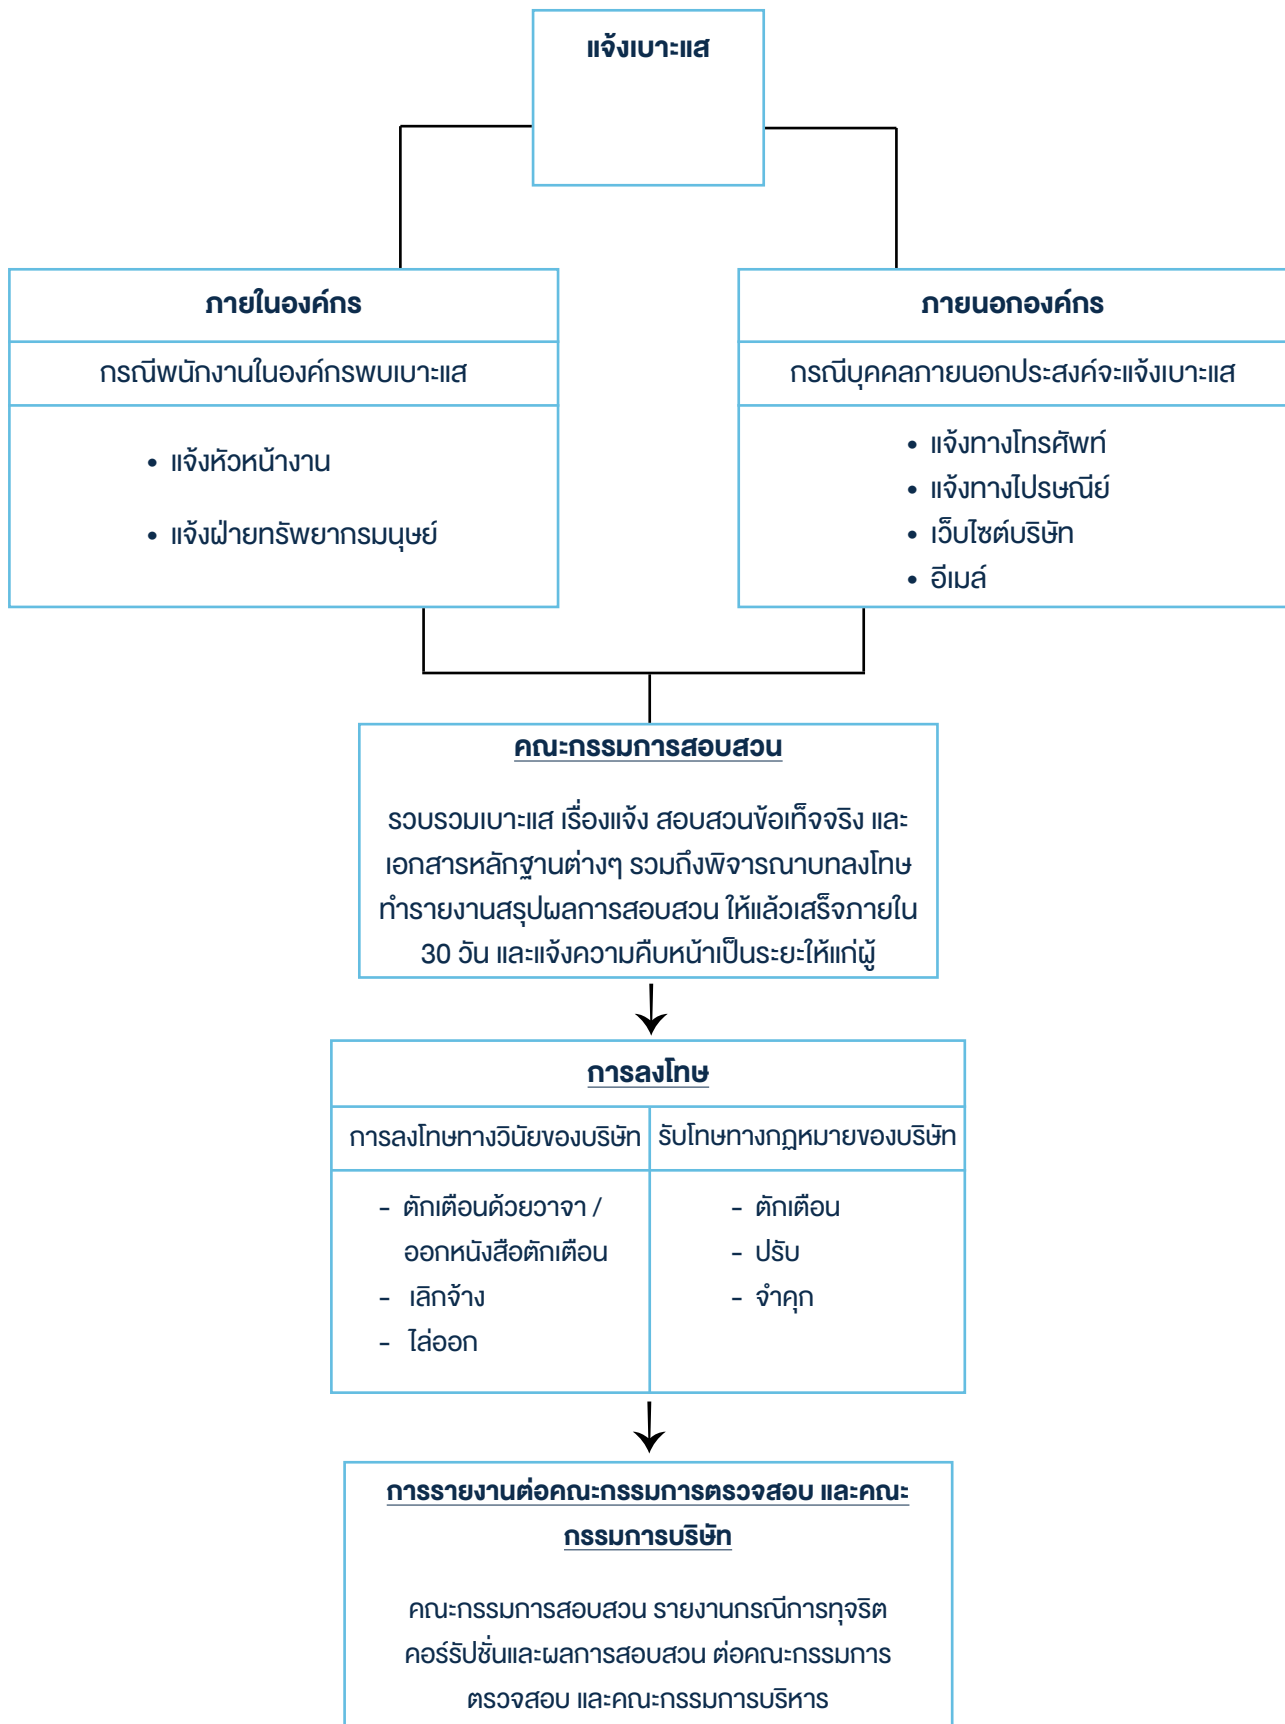 แจ้งเบาะแส
ภายในองค์กร
กรณีพนักงานในองค์กรพบเบาะแส
• แจ้งหัวหน้างาน
• แจ้งฝ่ายทรัพยากรมนุษย์
ภายนอกองค์กร
กรณีบุคคลภายนอกประสงค์จะแจ้งเบาะแส
• แจ้งทางโทรศัพท์
• แจ้งทางไปรษณีย์
• เว็บไซต์บริษัท
• อีเมล์
คณะกรรมการสอบสวน
รวบรวมเบาะแส เรื่องแจ้ง สอบสวนข้อเท็จจริง และ
เอกสารหลักฐานต่างๆ รวมถึงพิจารณาบทลงโทษ
ทำรายงานสรุปผลการสอบสวน ให้แล้วเสร็จภายใน
30 วัน และแจ้งความคืบหน้าเป็นระยะให้แก่ผู้
การลงโทษ
การลงโทษทางวินัยของบริษัท
- ตักเตือนด้วยวาจา /
ออกหนังสือตักเตือน
- เลิกจ้าง
- ไล่ออก
รับโทษทางกฎหมายของบริษัท
- ตักเตือน
- ปรับ
- จำคุก
การรายงานต่อคณะกรรมการตรวจสอบ และคณะ
กรรมการบริษัท
คณะกรรมการสอบสวน รายงานกรณีการทุจริต
คอร์รัปชั่นและผลการสอบสวน ต่อคณะกรรมการ
ตรวจสอบ และคณะกรรมการบริหาร